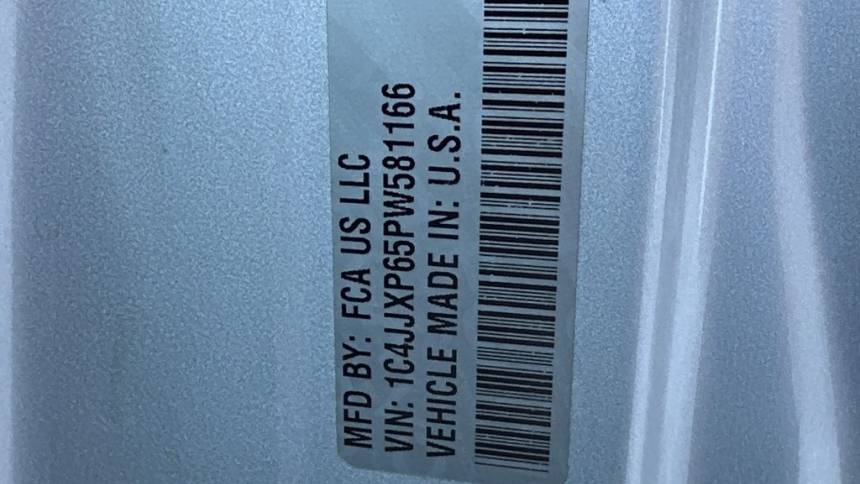 MFD BY: FCA US LLC
VIN: 1C4JJXP65PW581166
VEHICLE MADE IN: U.S.A.